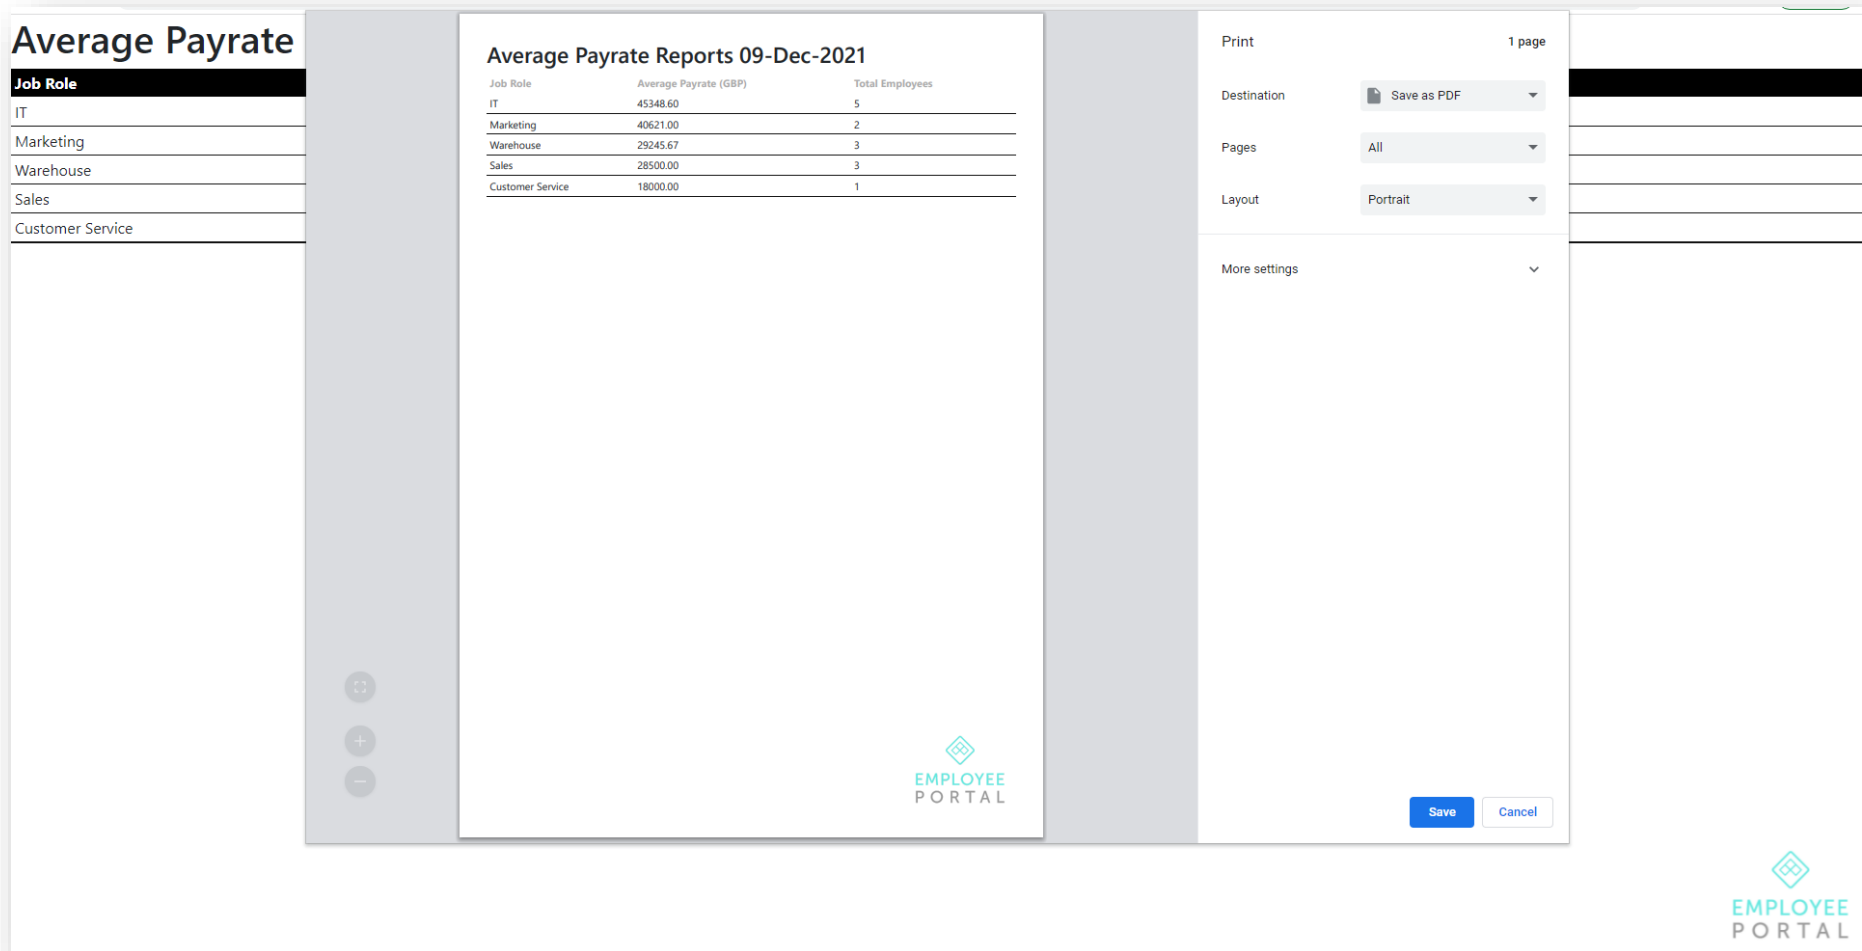 Average Payrate
Job Role
IT
Marketing
Warehouse
Sales
Customer Service
Average Payrate Reports 09-Dec-2021
Job Role Average Payrate (GBP) Total Employees
IT 45348.60 5
Marketing 40621.00 2
Warehouse 29245.67 3
Sales 28500.00 3
Customer Service 18000.00 1
EMPLOYEE
PORTAL
Print 1 page
Destination Save as PDF
Pages All
Layout Portrait
More settings
Save Cancel
EMPLOYEE
PORTAL